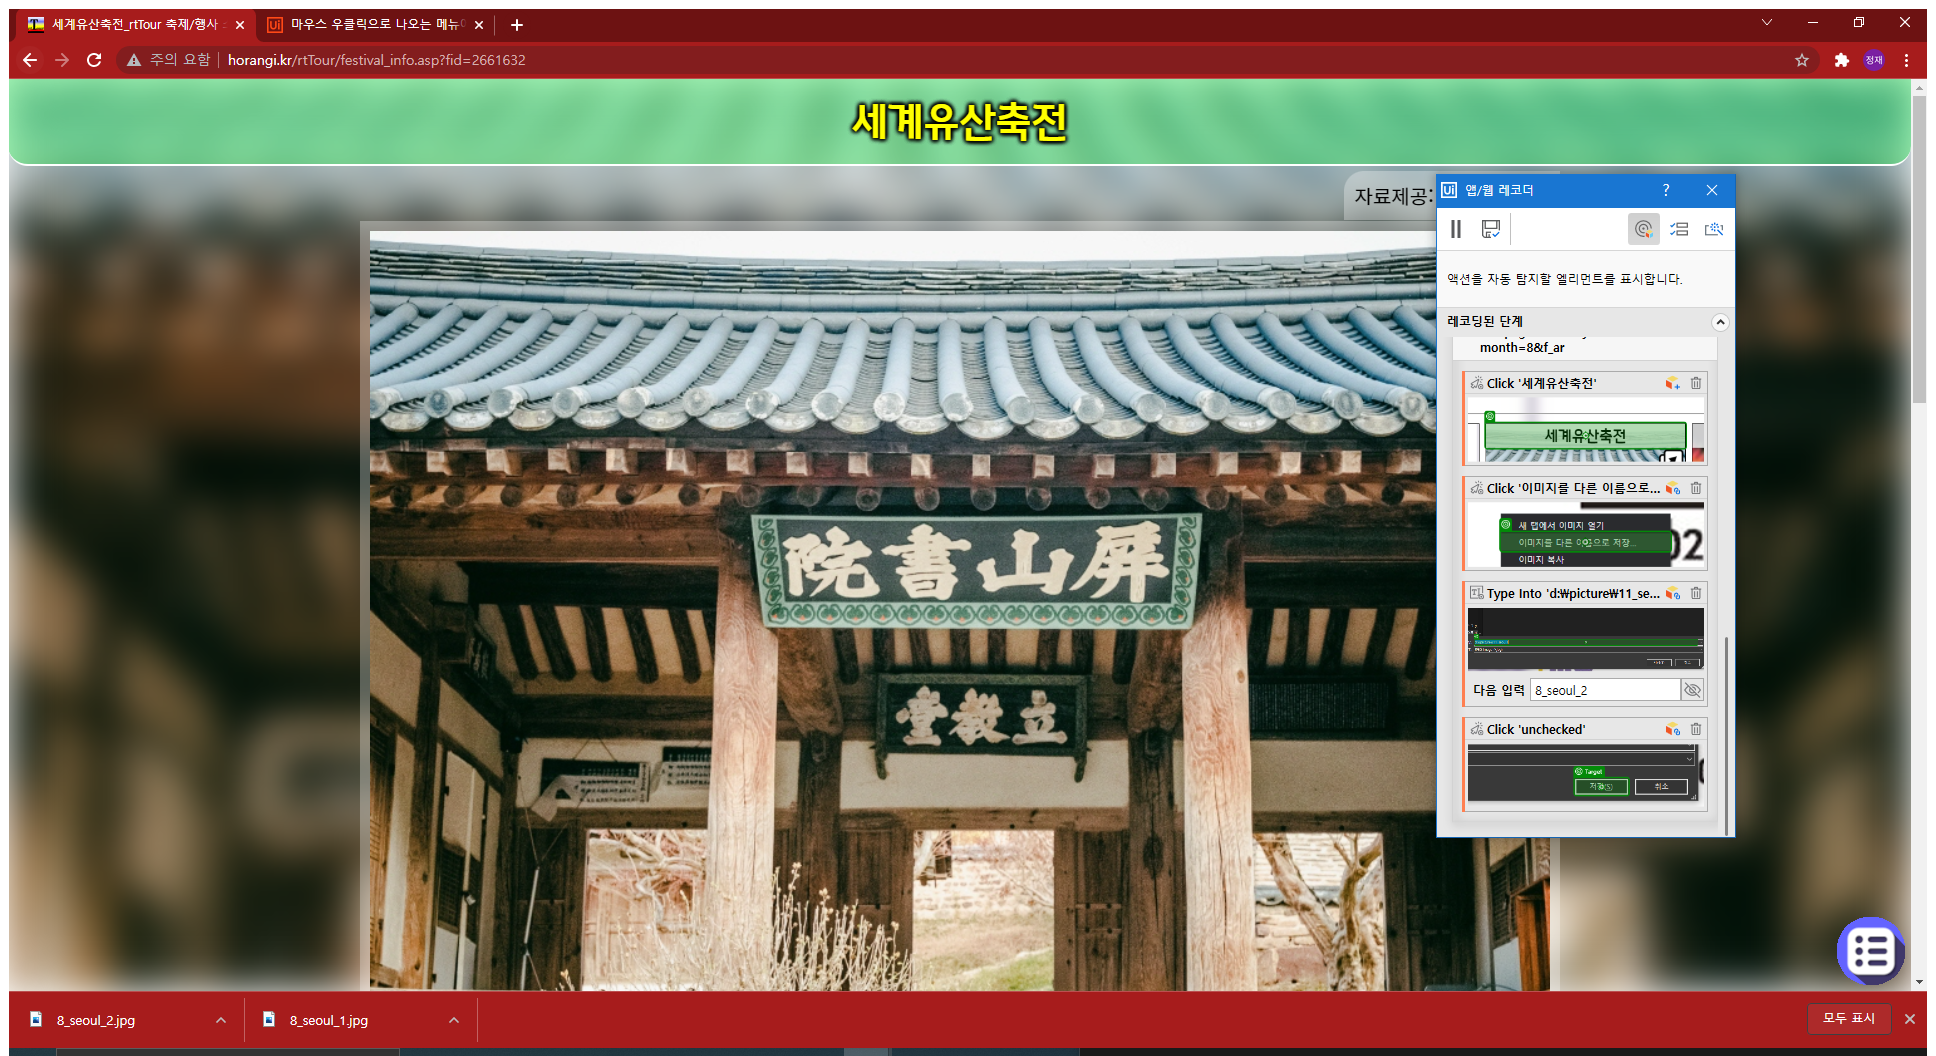 세계유산축전_rtTour 축제/행사
마우스 우클릭으로 나오는 메뉴
주의 요함
horangi.kr/rtTour/festival_info.asp?fid=2661632
정재
세계유산축전
자료제공:
院書山屏
堂教立
Ui 앱/웹 레코더
?
액션을 자동 탐지할 엘리먼트를 표시합니다.
레코딩된 단계
month=8&f_ar
Click '세계유산축전'
세계유산축전
Click '이미지를 다른 이름으로...
새 탭에서 이미지 열기
이미지를 다른 이름으로 저장...
이미지 복사
02
Type Into 'd:₩picture₩11_se...
다음 입력
8_seoul_2
Click 'unchecked'
Target
저장(S)
취소
8_seoul_2.jpg
8_seoul_1.jpg
모두 표시